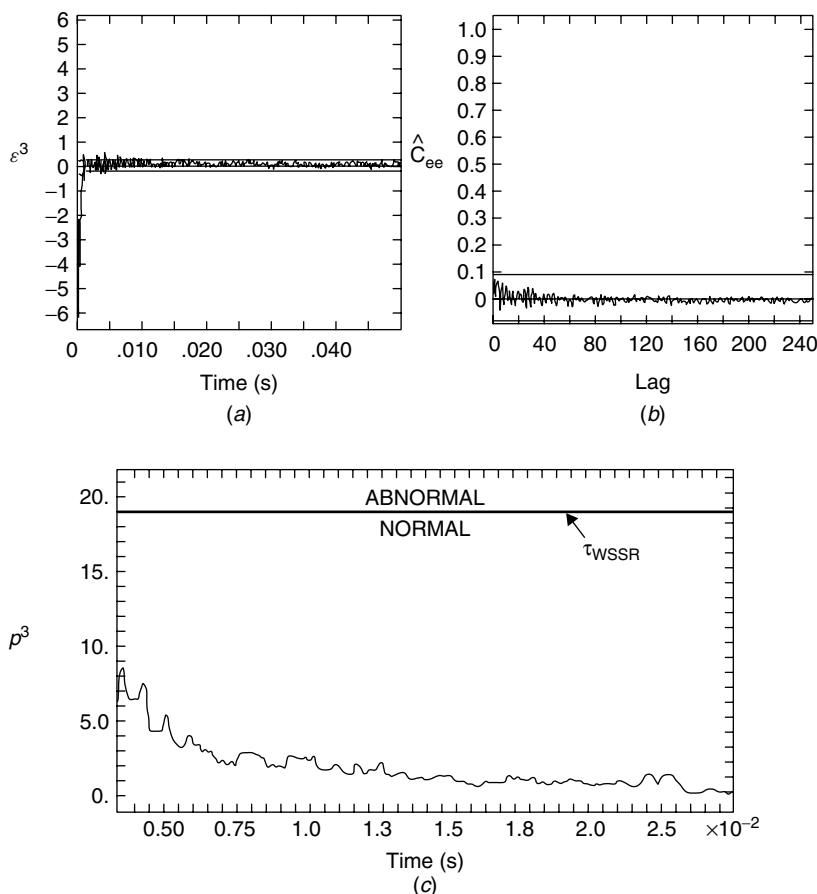 6
5
4
3
2
1
0
−1
−2
−3
−4
−5
−6
ε³
0 .010 .020 .030 .040
Time (s)
(a)
1.0
0.9
0.8
0.7
0.6
0.5
0.4
0.3
0.2
0.1
0
Ĉee
0 40 80 120 160 200 240
Lag
(b)
20.
15.
10.
5.0
0.
p³
ABNORMAL
NORMAL
τWSSR
0.50 0.75 1.0 1.3 1.5 1.8 2.0 2.5 ×10−2
Time (s)
(c)